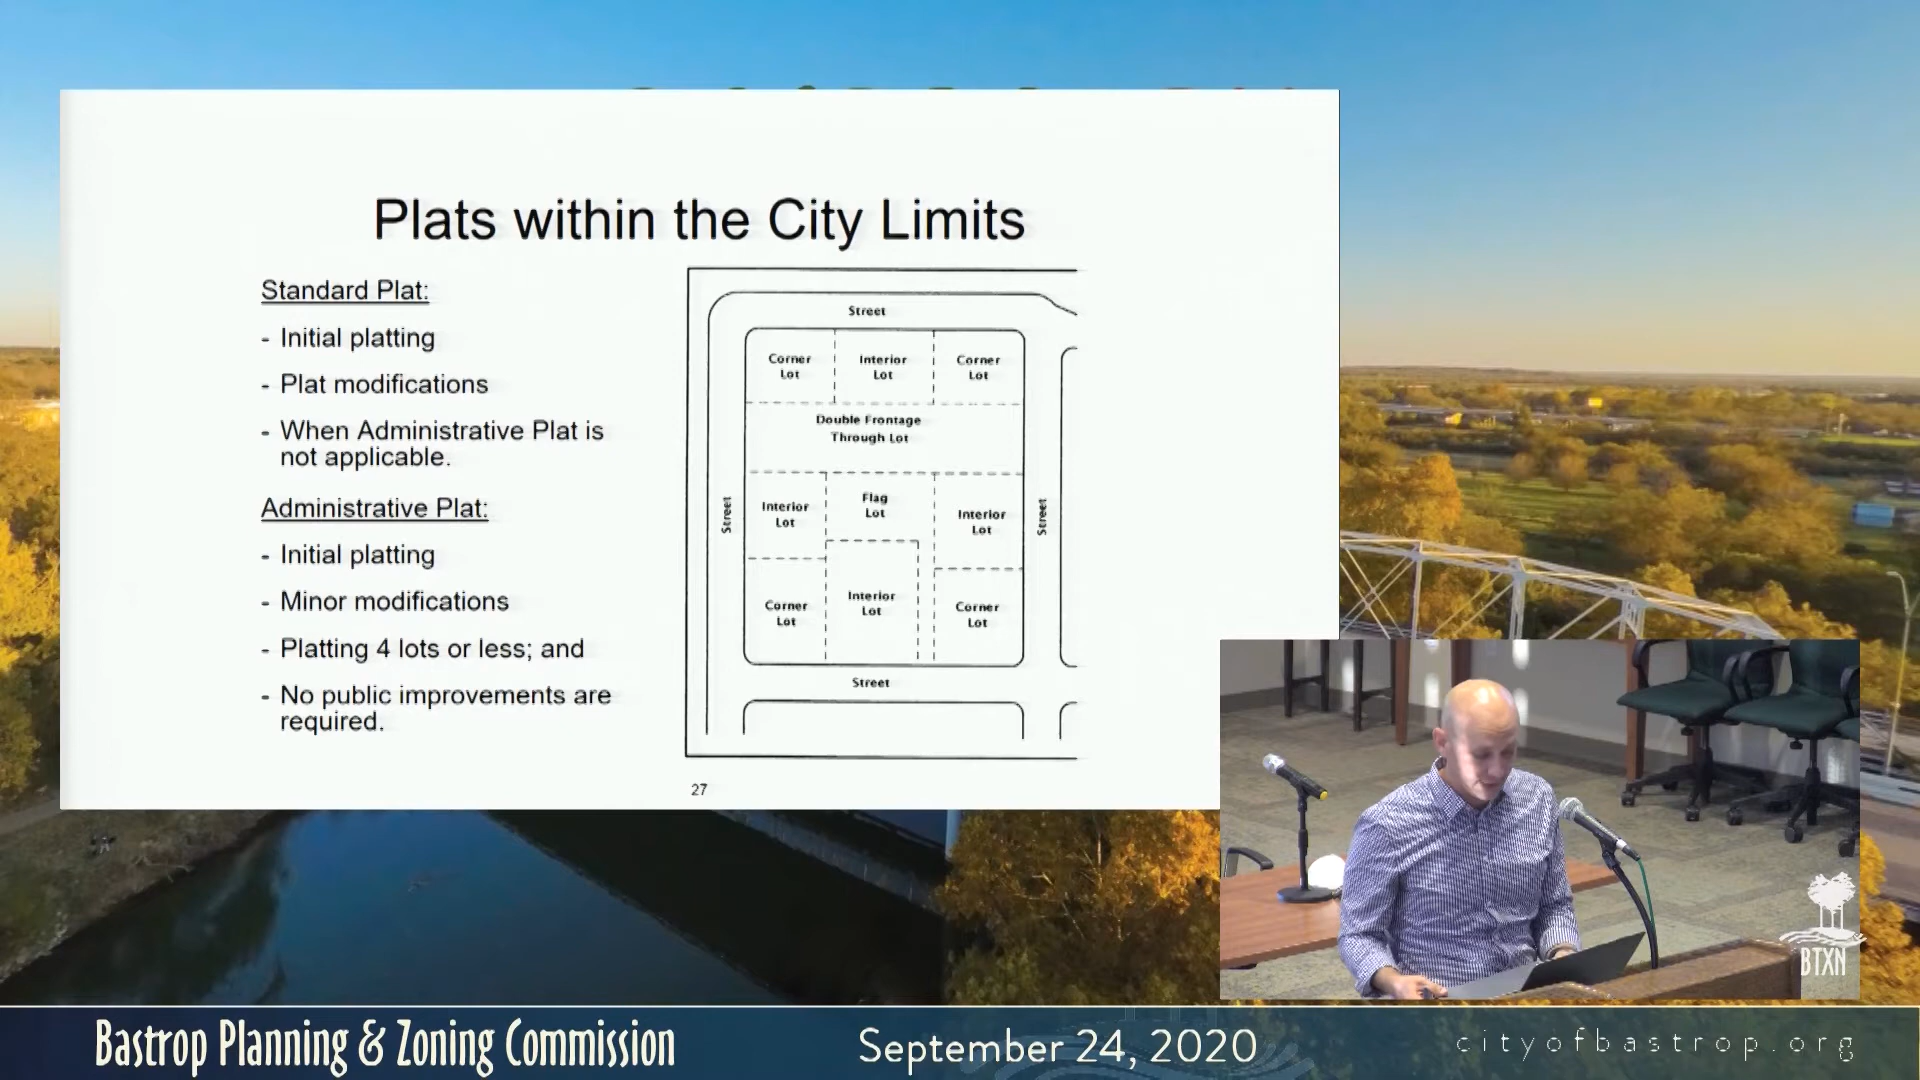 Plats within the City Limits
Standard Plat:
- Initial platting
- Plat modifications
- When Administrative Plat is
not applicable.
Administrative Plat:
- Initial platting
- Minor modifications
- Platting 4 lots or less; and
- No public improvements are
required.
Street
Corner
Lot
Interior
Lot
Corner
Lot
Double Frontage
Through Lot
Street
Interior
Lot
Flag
Lot
Interior
Lot
Street
Corner
Lot
Interior
Lot
Corner
Lot
Street
27
BTXN
Bastrop Planning & Zoning Commission
September 24, 2020
cityofbastrop.org